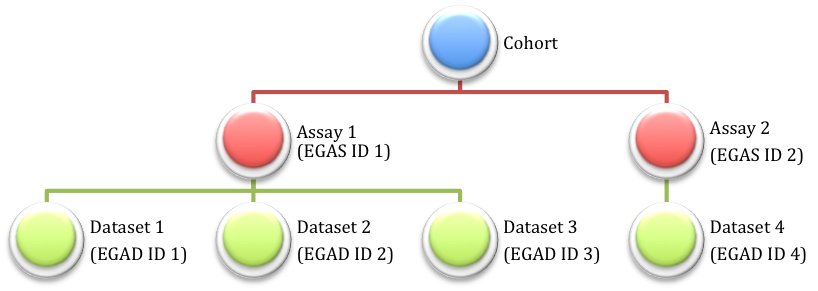 Cohort
Assay 1
(EGAS ID 1)
Assay 2
(EGAS ID 2)
Dataset 1
(EGAD ID 1)
Dataset 2
(EGAD ID 2)
Dataset 3
(EGAD ID 3)
Dataset 4
(EGAD ID 4)